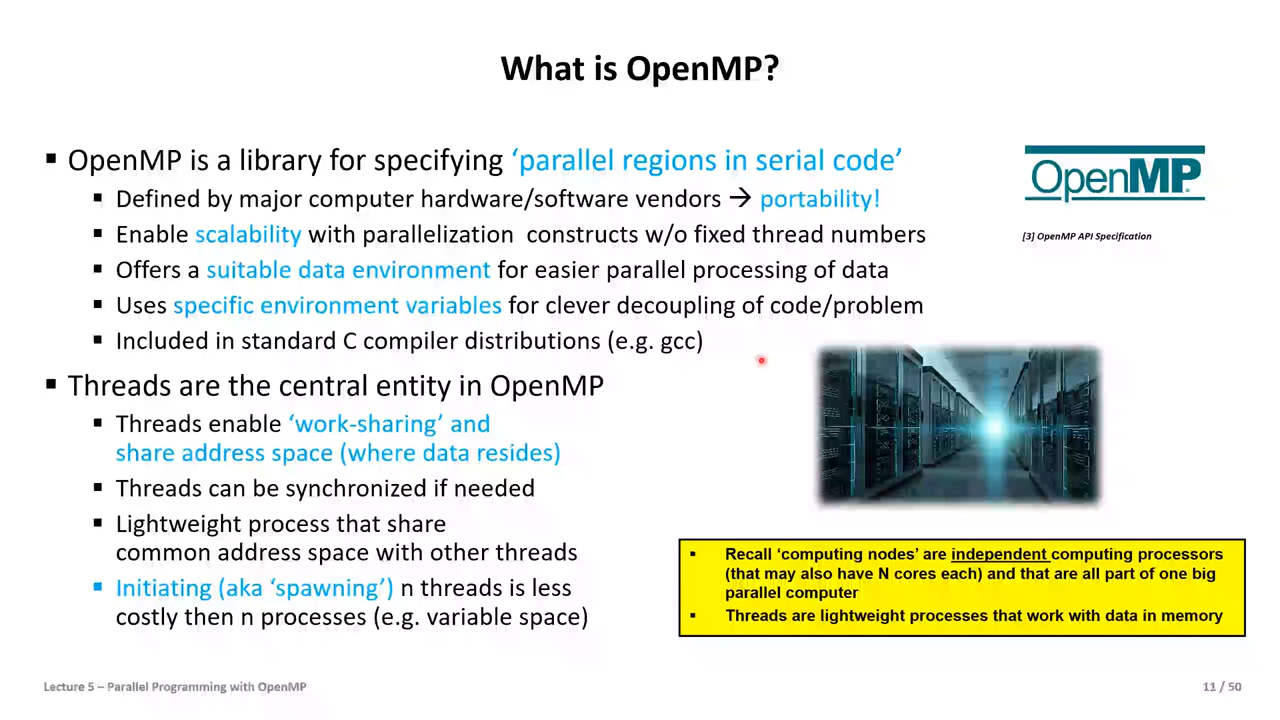 What is OpenMP?
▪ OpenMP is a library for specifying ‘parallel regions in serial code’
▪ Defined by major computer hardware/software vendors → portability!
▪ Enable scalability with parallelization constructs w/o fixed thread numbers
▪ Offers a suitable data environment for easier parallel processing of data
▪ Uses specific environment variables for clever decoupling of code/problem
▪ Included in standard C compiler distributions (e.g. gcc)
OpenMP
[3] OpenMP API Specification
▪ Threads are the central entity in OpenMP
▪ Threads enable ‘work-sharing’ and
share address space (where data resides)
▪ Threads can be synchronized if needed
▪ Lightweight process that share
common address space with other threads
▪ Initiating (aka ‘spawning’) n threads is less
costly then n processes (e.g. variable space)
▪ Recall ‘computing nodes’ are independent computing processors
(that may also have N cores each) and that are all part of one big
parallel computer
▪ Threads are lightweight processes that work with data in memory
Lecture 5 – Parallel Programming with OpenMP
11 / 50